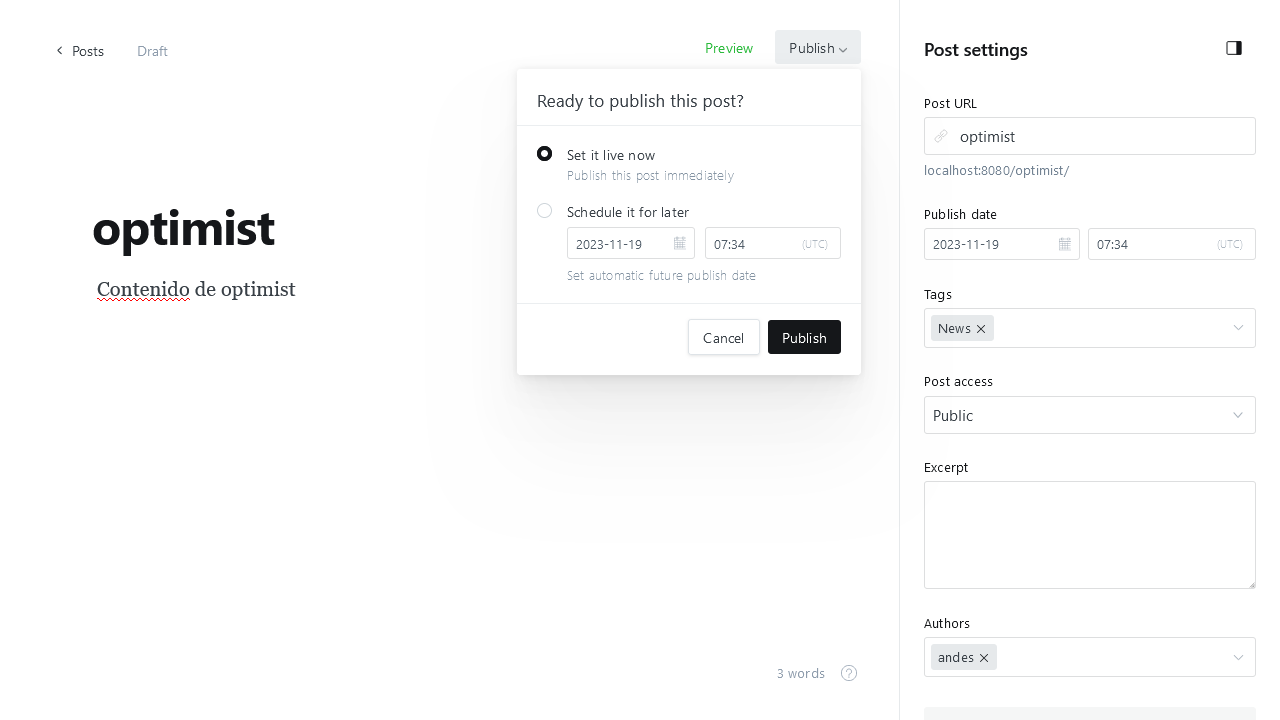 Posts
Draft
Preview
Publish
Ready to publish this post?
Set it live now
Publish this post immediately
Schedule it for later
2023-11-19
07:34
(UTC)
Set automatic future publish date
Cancel
Publish
optimist
Contenido de optimist
3 words
?
Post settings
Post URL
optimist
localhost:8080/optimist/
Publish date
2023-11-19
07:34
(UTC)
Tags
News
Post access
Public
Excerpt
Authors
andes